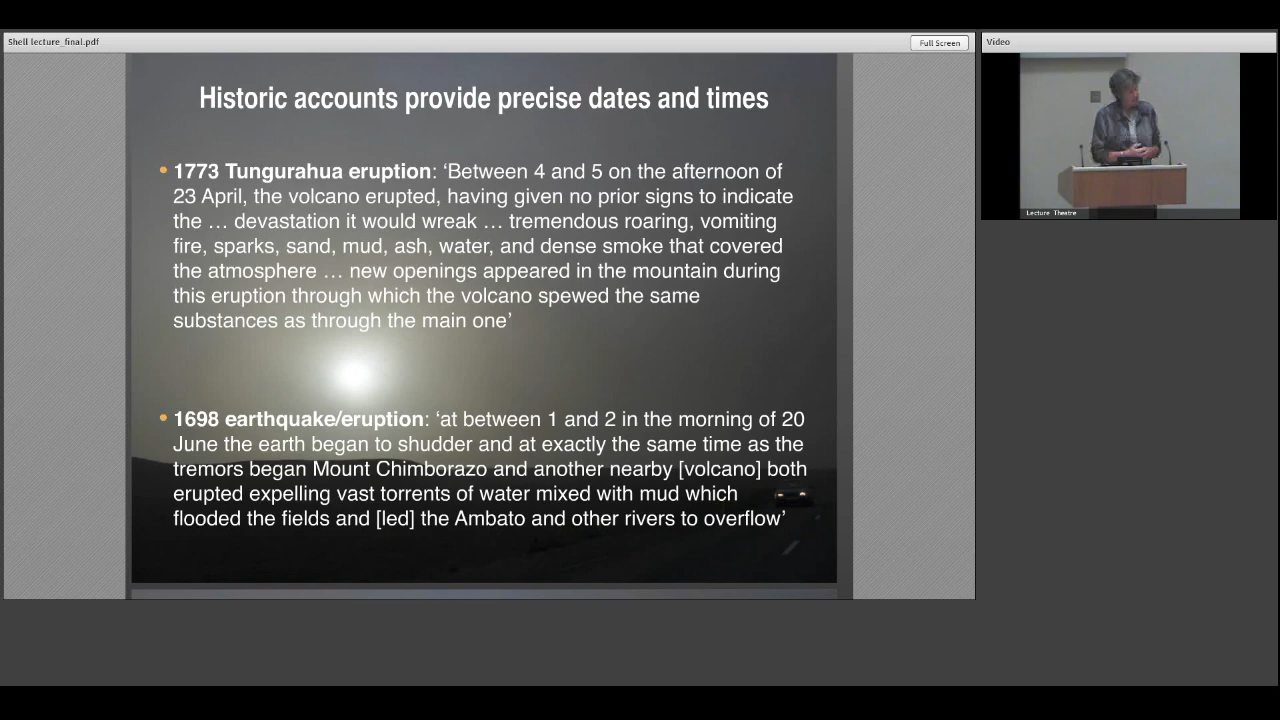 Shell lecture_final.pdf
Full Screen
Video
Historic accounts provide precise dates and times
• 1773 Tungurahua eruption: ‘Between 4 and 5 on the afternoon of
23 April, the volcano erupted, having given no prior signs to indicate
the … devastation it would wreak … tremendous roaring, vomiting
fire, sparks, sand, mud, ash, water, and dense smoke that covered
the atmosphere … new openings appeared in the mountain during
this eruption through which the volcano spewed the same
substances as through the main one’
• 1698 earthquake/eruption: ‘at between 1 and 2 in the morning of 20
June the earth began to shudder and at exactly the same time as the
tremors began Mount Chimborazo and another nearby [volcano] both
erupted expelling vast torrents of water mixed with mud which
flooded the fields and [led] the Ambato and other rivers to overflow’
Lecture Theatre